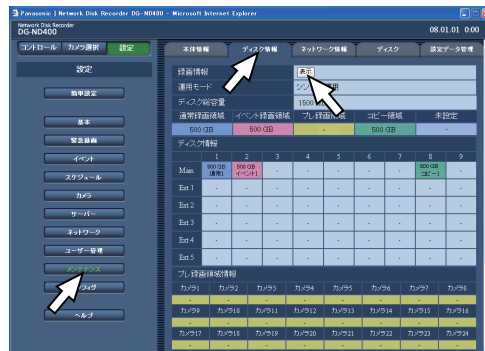 Panasonic | Network Disk Recorder DG-ND400 - Microsoft Internet Explorer
Network Disk Recorder
DG-ND400
08.01.01 0:00
コントロール カメラ選択 設定
本体情報 ディスク情報 ネットワーク情報 ディスク 設定データ管理
設定
簡単設定
基本
緊急録画
イベント
スケジュール
カメラ
サーバー
ネットワーク
ユーザー管理
メンテナンス
ヘルプ
録画情報 表示
運用モード
ディスク総容量 1500
通常録画領域 イベント録画領域 プレ録画領域 コピー領域 未設定
500 GB 500 GB - 500 GB -
ディスク情報
1 2 3 4 5 6 7 8 9
Main 500 GB 通常1 500 GB イベント1 - - - - - 500 GB コピー1 -
Ext 1 - - - - - - - - -
Ext 2 - - - - - - - - -
Ext 3 - - - - - - - - -
Ext 4 - - - - - - - - -
Ext 5 - - - - - - - - -
プレ録画領域情報
カメラ1 カメラ2 カメラ3 カメラ4 カメラ5 カメラ6 カメラ7 カメラ8
- - - - - - - -
カメラ9 カメラ10 カメラ11 カメラ12 カメラ13 カメラ14 カメラ15 カメラ16
- - - - - - - -
カメラ17 カメラ18 カメラ19 カメラ20 カメラ21 カメラ22 カメラ23 カメラ24
- - - - - - - -